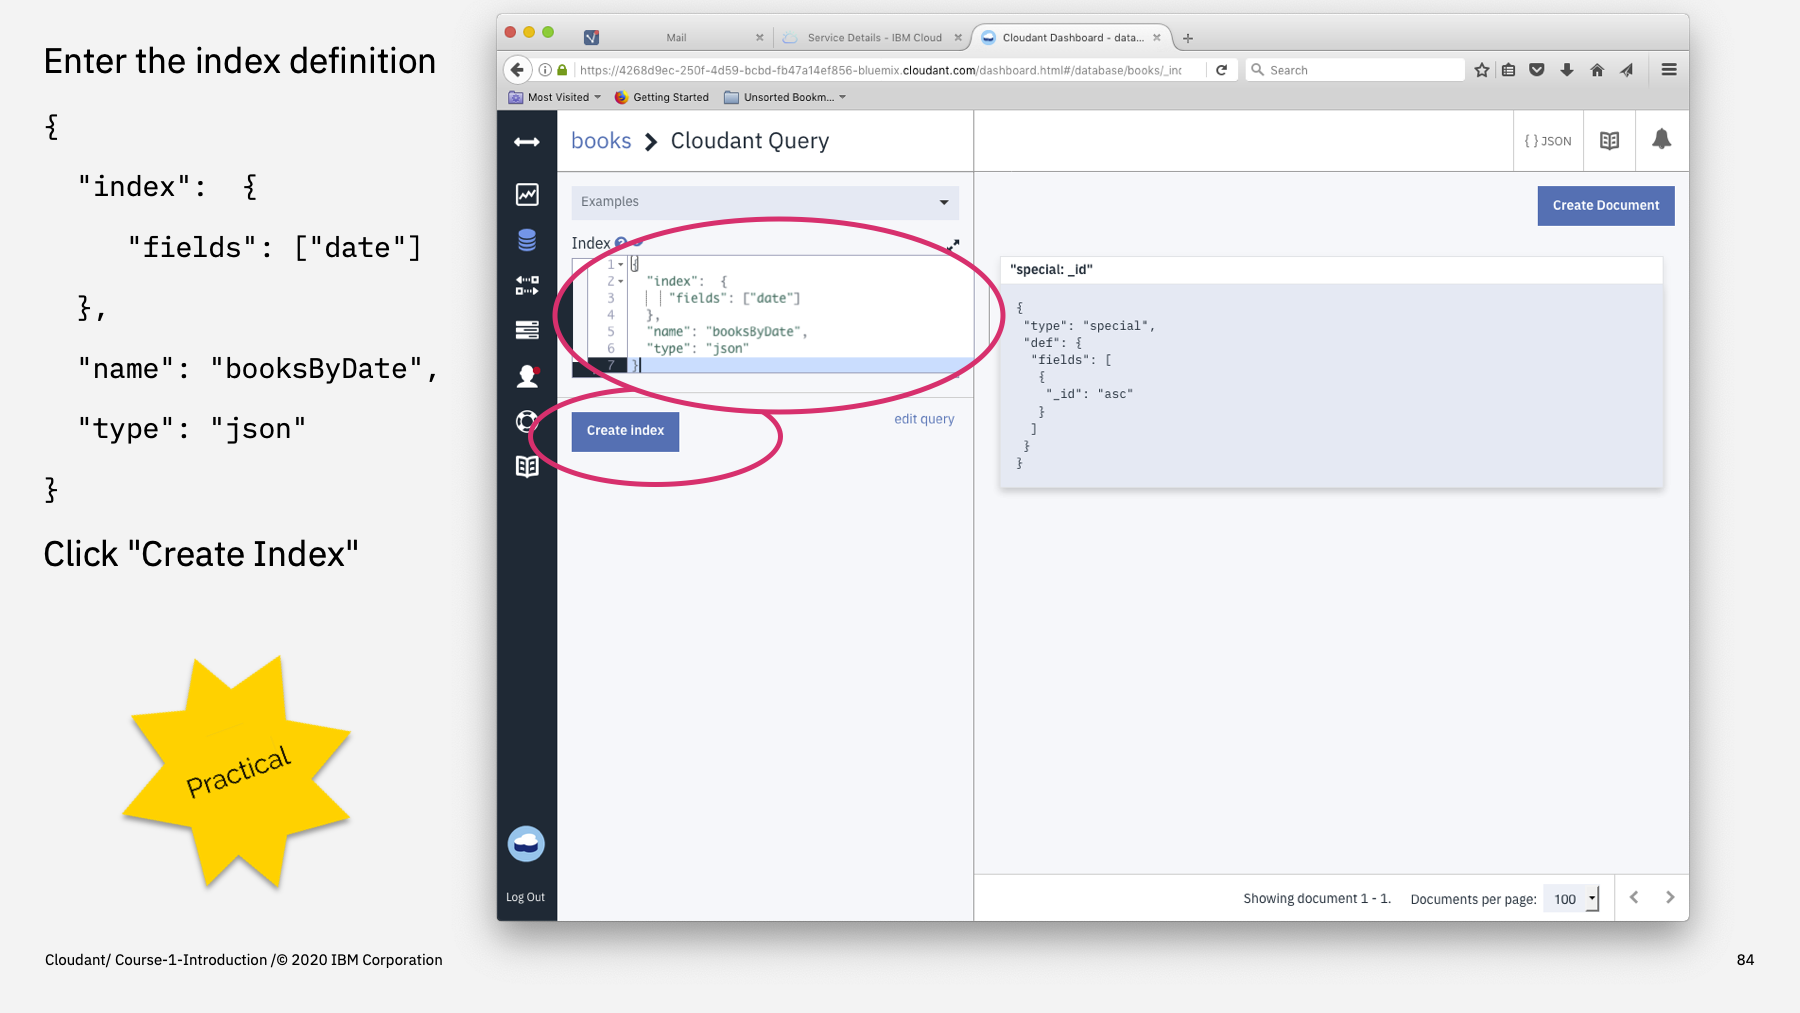 Enter the index definition
{
"index":  {
"fields": ["date"]
},
"name": "booksByDate",
"type": "json"
}
Click "Create Index"
Practical
Mail
Service Details - IBM Cloud
Cloudant Dashboard - data...
https://4268d9ec-250f-4d59-bcbd-fb47a14ef856-bluemix.cloudant.com/dashboard.html#/database/books/_inc
Search
Most Visited
Getting Started
Unsorted Bookm...
books > Cloudant Query
{ } JSON
Examples
Create Document
Index
1 {
2 "index":  {
3 "fields": ["date"]
4 },
5 "name": "booksByDate",
6 "type": "json"
7 }
Create index
edit query
"special: _id"
{
"type": "special",
"def": {
"fields": [
{
"_id": "asc"
}
]
}
}
Log Out
Showing document 1 - 1.
Documents per page: 100
Cloudant/ Course-1-Introduction /© 2020 IBM Corporation
84